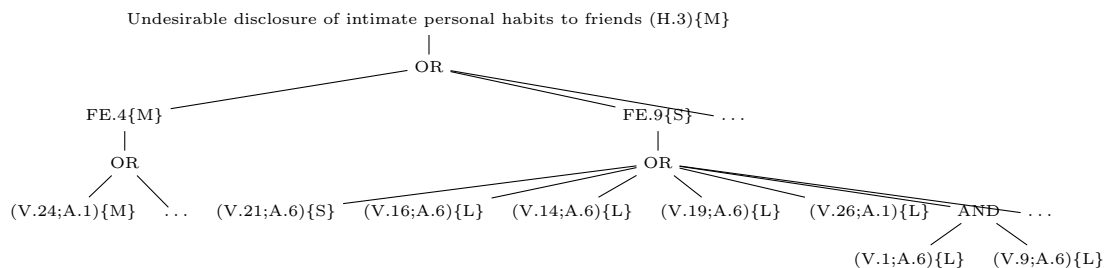 Undesirable disclosure of intimate personal habits to friends (H.3){M}
OR
FE.4{M} FE.9{S} ...
OR OR
(V.24;A.1){M} ... (V.21;A.6){S} (V.16;A.6){L} (V.14;A.6){L} (V.19;A.6){L} (V.26;A.1){L} AND ...
(V.1;A.6){L} (V.9;A.6){L}